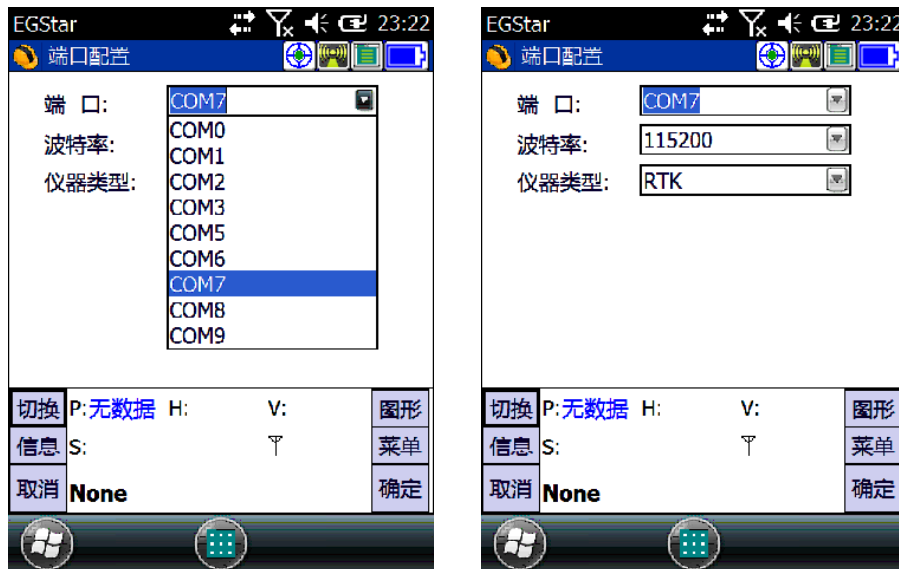 EGStar 23:22
端口配置
端 口: COM7
COM0
波特率:
COM1
仪器类型: COM2
COM3
COM5
COM6
COM7
COM8
COM9
切换 P:无数据 H: V: 图形
信息 S: 菜单
取消 None 确定
EGStar 23:22
端口配置
端 口: COM7
波特率: 115200
仪器类型: RTK
切换 P:无数据 H: V: 图形
信息 S: 菜单
取消 None 确定